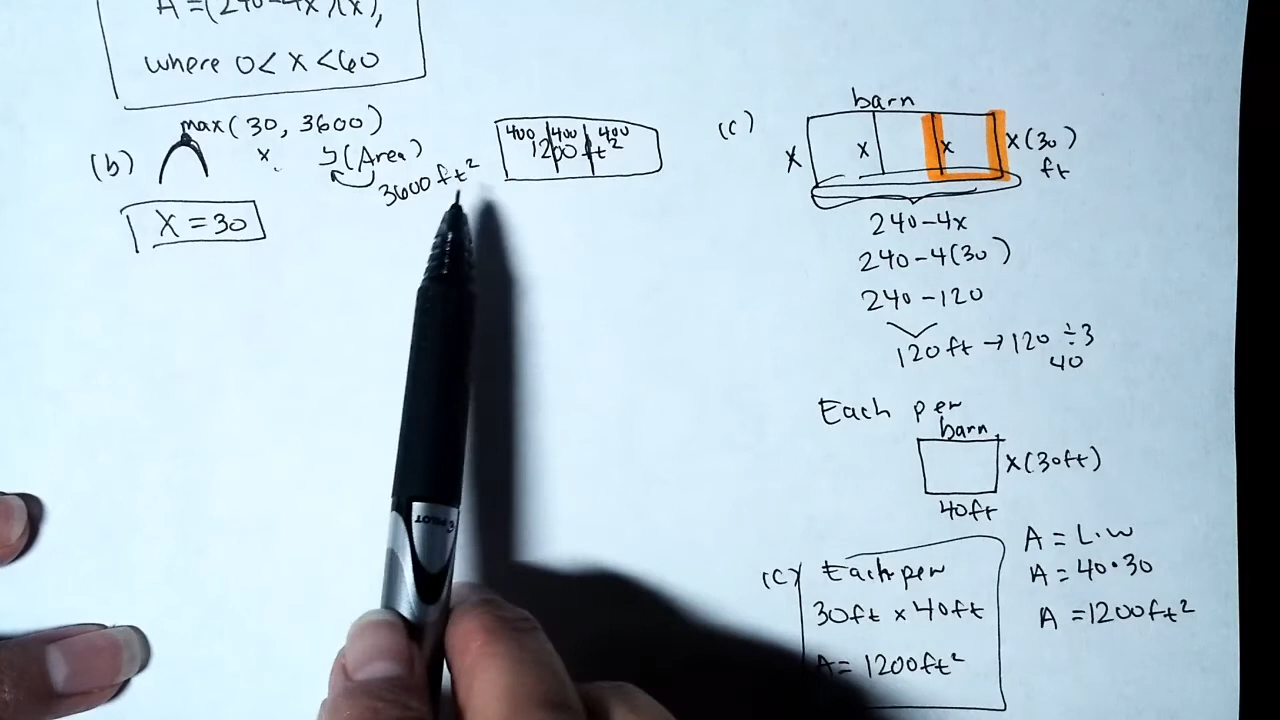 A = (240-4x)(x),
where 0 < x < 60
max(30, 3600)
x
y (Area)
(b)
3600 ft²
x = 30
400 400 400
1200 ft²
(c)
barn
x x x x(30)
ft
240-4x
240-4(30)
240-120
120ft → 120 ÷3
40
Each pen
barn
x(30ft)
40ft
A = L·W
A = 40·30
A = 1200ft²
(c) Each pen
30ft x 40ft
A = 1200ft²
PILOT